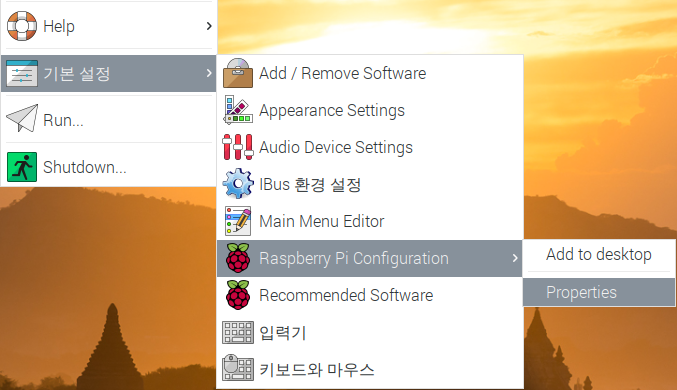 Help
기본 설정
Run...
Shutdown...
Add / Remove Software
Appearance Settings
Audio Device Settings
IBus 환경 설정
Main Menu Editor
Raspberry Pi Configuration
Recommended Software
입력기
키보드와 마우스
Add to desktop
Properties